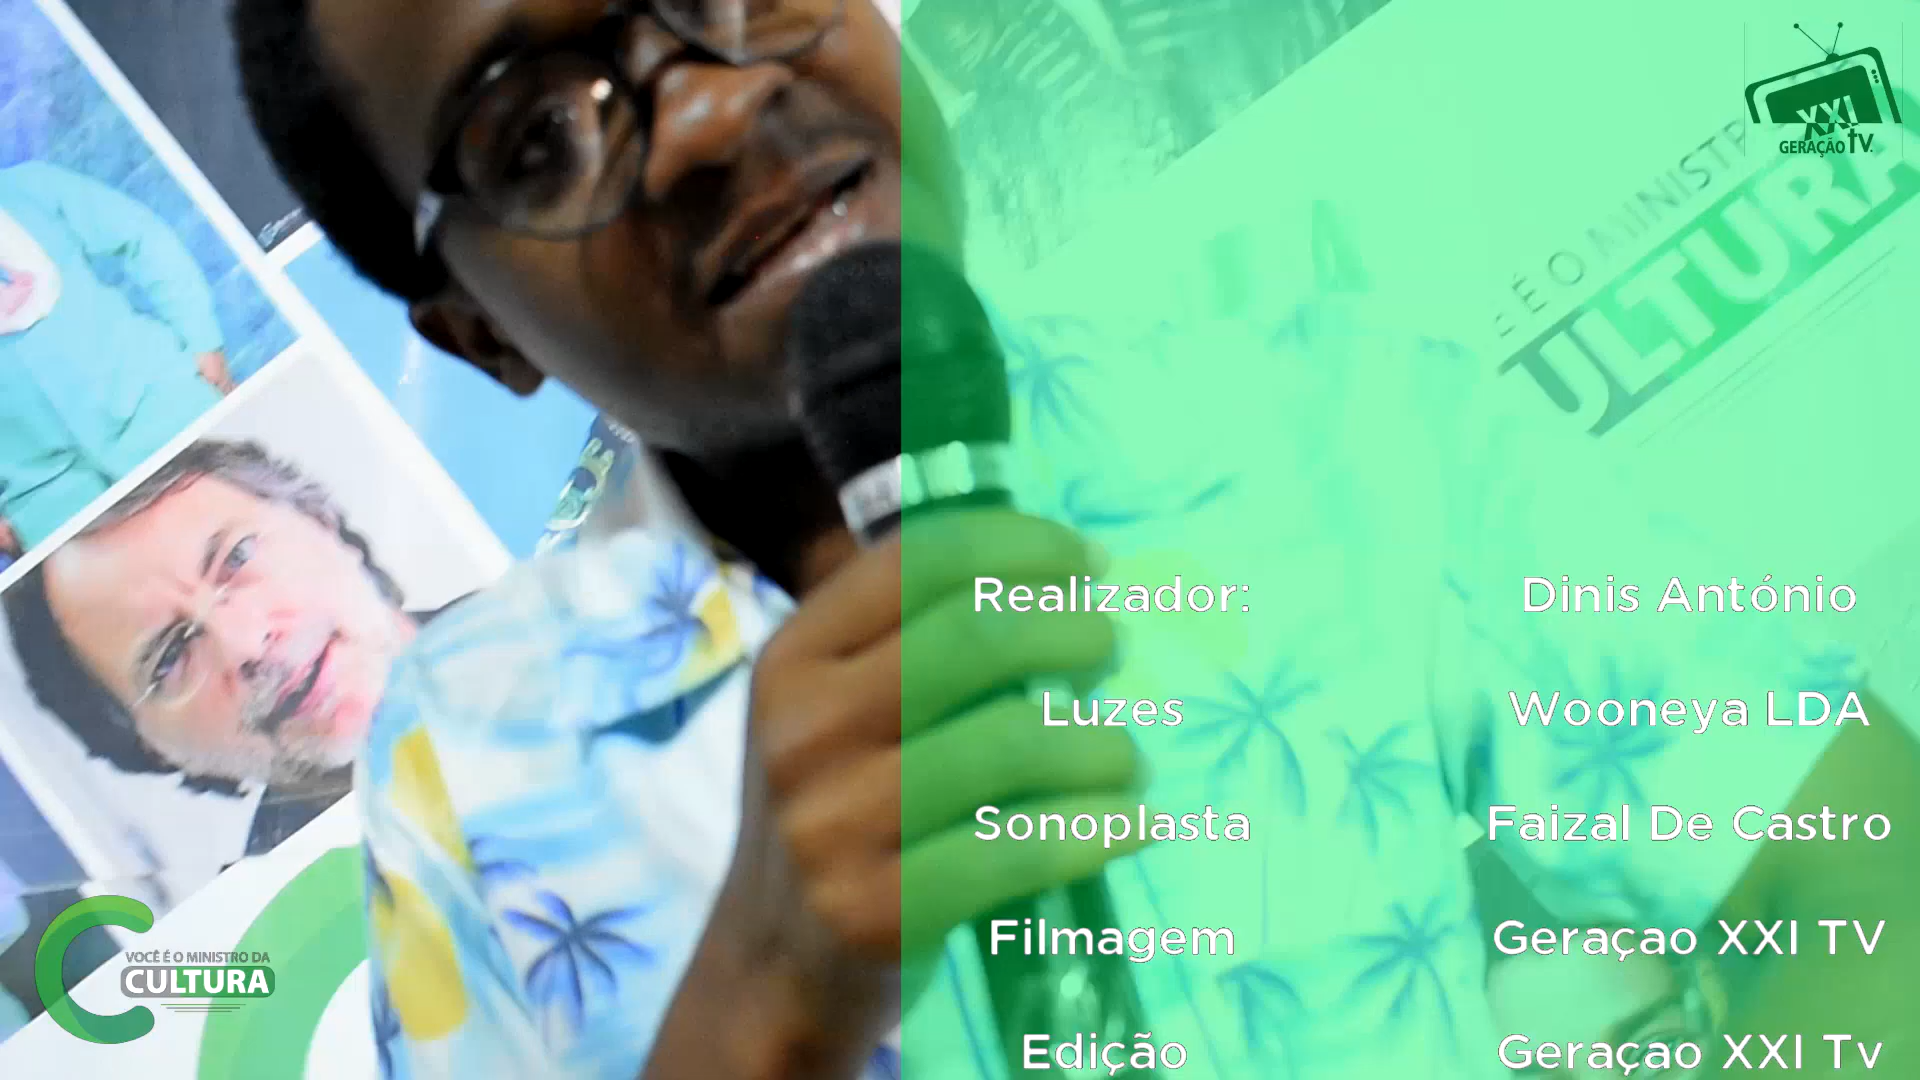 XXI
GERAÇÃO TV.
É O MINISTR
ULTURA
Realizador: Dinis António
Luzes Wooneya LDA
Sonoplasta Faizal De Castro
Filmagem Geraçao XXI TV
Edição Geraçao XXI Tv
VOCÊ É O MINISTRO DA
CULTURA